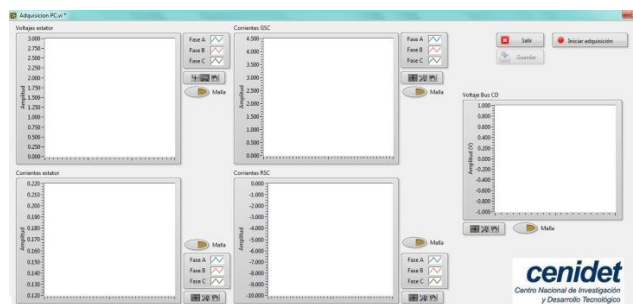 Adquisicion PC.vi *
Voltajes estator
3.000
2.750
2.500
2.250
2.000
1.750
1.500
1.250
1.000
0.750
0.500
0.250
0.000
Amplitud
Fase A
Fase B
Fase C
Malla
Corrientes GSC
4.500
4.000
3.500
3.000
2.500
2.000
1.500
1.000
0.500
0.000
Amplitud
Fase A
Fase B
Fase C
Malla
Salir
Iniciar adquisición
Guardar
Voltaje Bus CD
1.000
0.800
0.600
0.400
0.200
0.000
-0.200
-0.400
-0.600
-0.800
-1.000
Amplitud (V)
Malla
Corrientes estator
0.220
0.210
0.200
0.190
0.180
0.170
0.160
0.150
0.140
0.130
0.120
Amplitud
Malla
Fase A
Fase B
Fase C
Corrientes RSC
0.000
-1.000
-2.000
-3.000
-4.000
-5.000
-6.000
-7.000
-8.000
-9.000
-10.000
Amplitud
Malla
Fase A
Fase B
Fase C
cenidet
Centro Nacional de Investigación
y Desarrollo Tecnológico